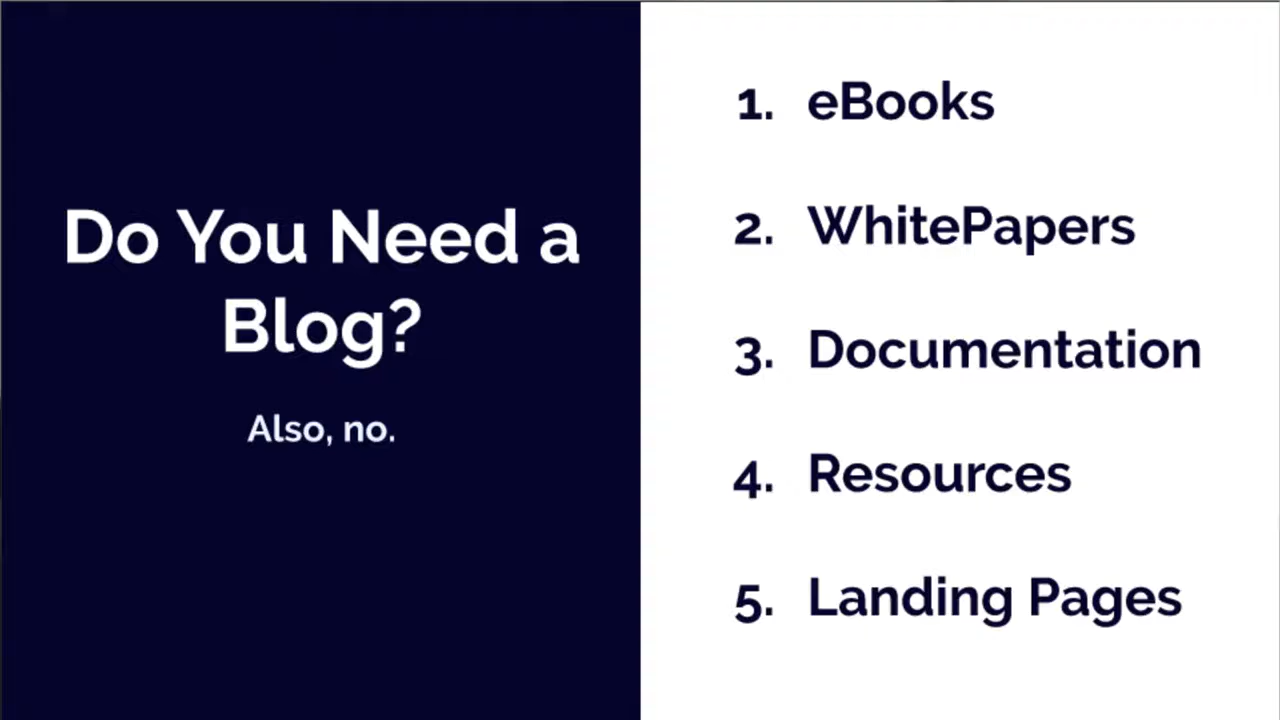 Do You Need a
Blog?
Also, no.
1. eBooks
2. WhitePapers
3. Documentation
4. Resources
5. Landing Pages